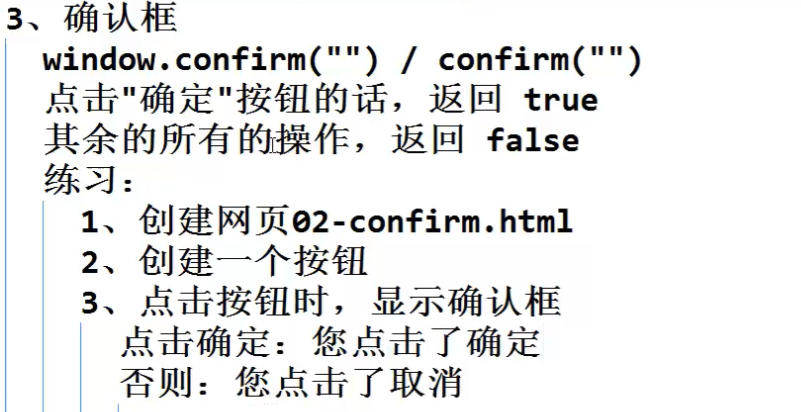 3、确认框
window.confirm("") / confirm("")
点击"确定"按钮的话，返回 true
其余的所有的操作，返回 false
练习：
1、创建网页02-confirm.html
2、创建一个按钮
3、点击按钮时，显示确认框
点击确定：您点击了确定
否则：您点击了取消